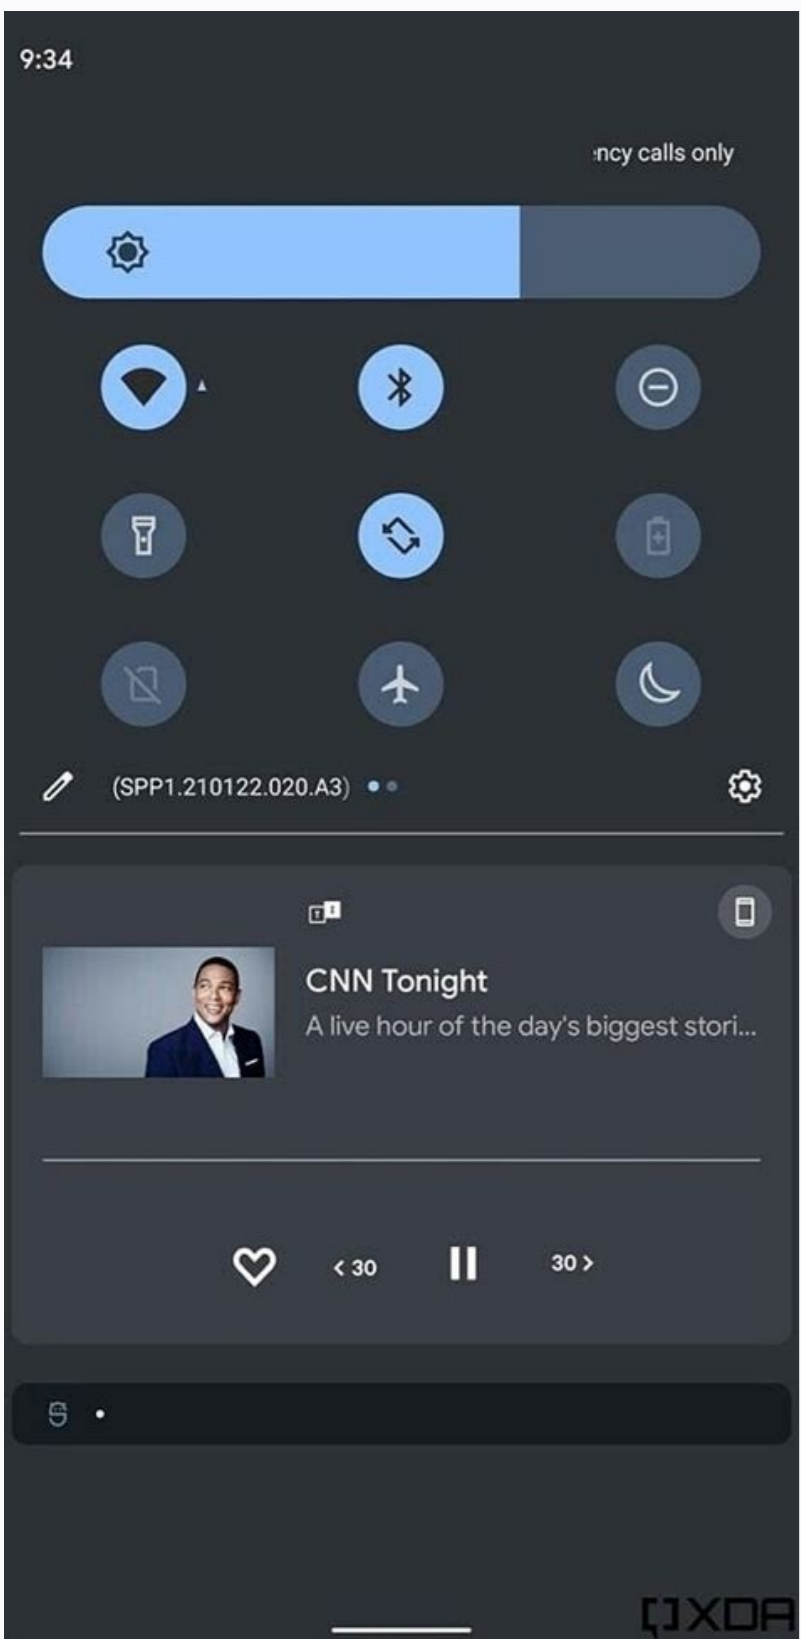 9:34
ncy calls only
(SPP1.210122.020.A3)
CNN Tonight
A live hour of the day's biggest stori...
< 30
30 >
XDA